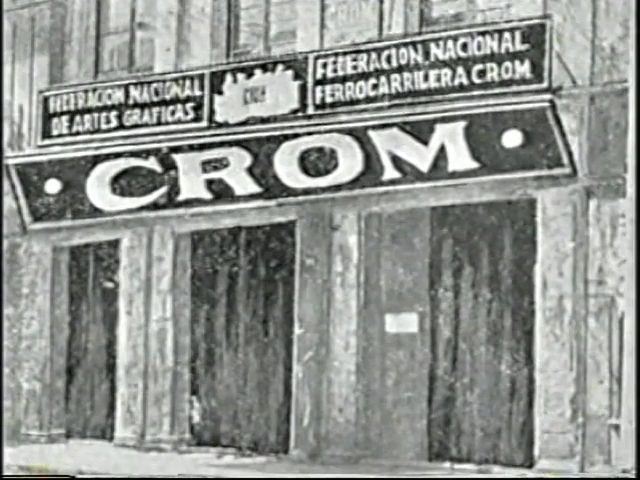 FEDERACION NACIONAL
DE ARTES GRAFICAS
FEDERACION NACIONAL
FERROCARRILERA CROM
· CROM ·